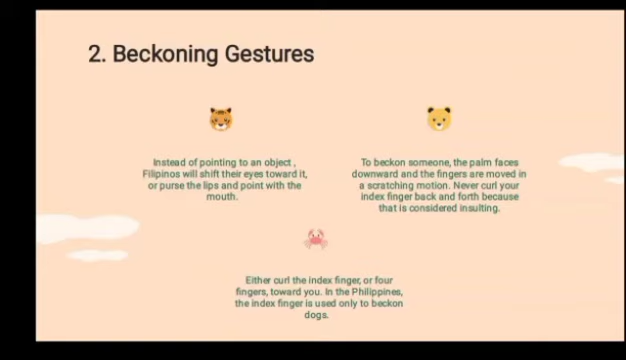 2. Beckoning Gestures
Instead of pointing to an object ,
Filipinos will shift their eyes toward it,
or purse the lips and point with the
mouth.
To beckon someone, the palm faces
downward and the fingers are moved in
a scratching motion. Never curl your
index finger back and forth because
that is considered insulting.
Either curl the index finger, or four
fingers, toward you. In the Philippines,
the index finger is used only to beckon
dogs.